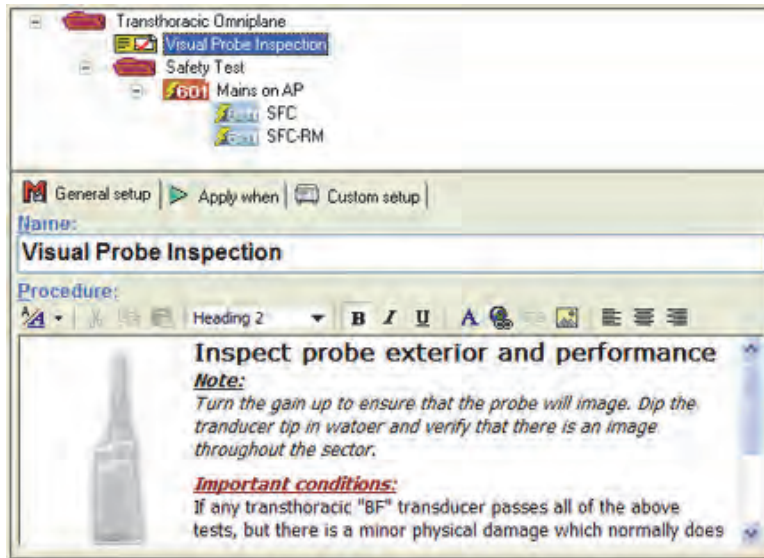 Transthoracic Omniplane
Visual Probe Inspection
Safety Test
601 Mains on AP
SFC
SFC-RM
General setup
Apply when
Custom setup
Name:
Visual Probe Inspection
Procedure:
Heading 2
B I U A
Inspect probe exterior and performance
Note:
Turn the gain up to ensure that the probe will image. Dip the
tranducer tip in watoer and verify that there is an image
throughout the sector.
Important conditions:
If any transthoracic "BF" transducer passes all of the above
tests, but there is a minor physical damage which normally does